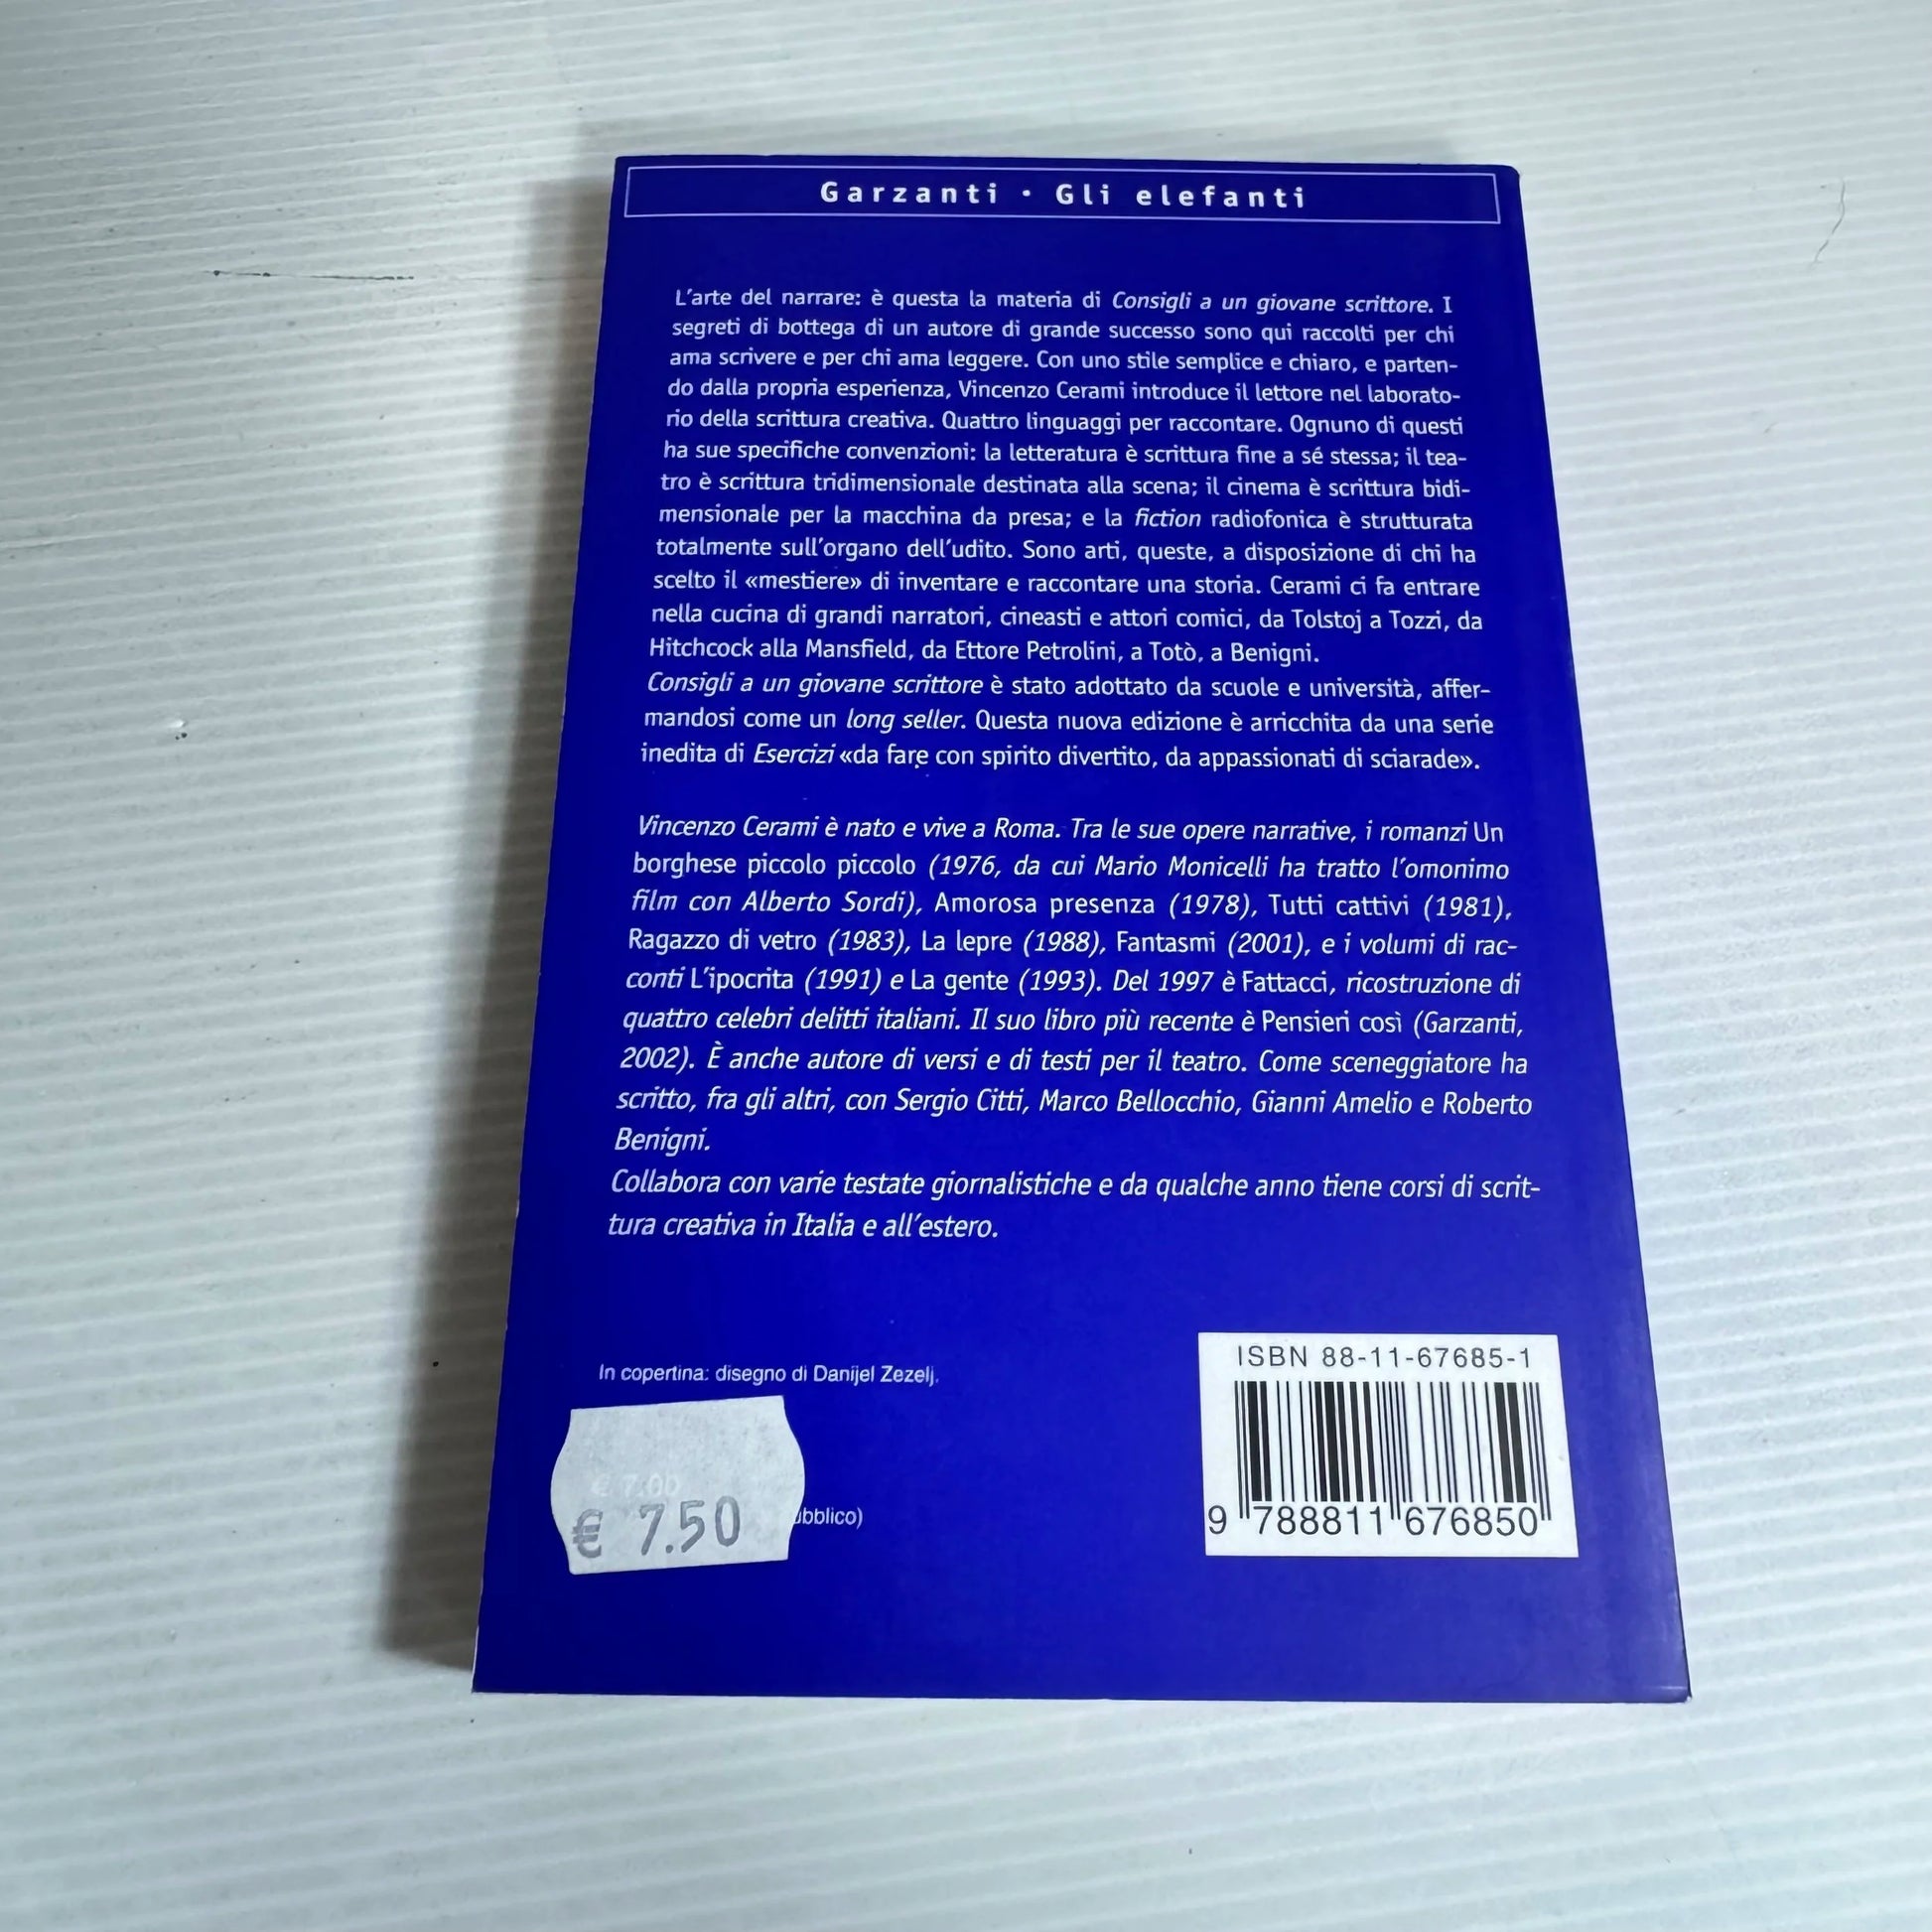 Garzanti · Gli elefanti
L'arte del narrare: è questa la materia di Consigli a un giovane scrittore. I
segreti di bottega di un autore di grande successo sono qui raccolti per chi
ama scrivere e per chi ama leggere. Con uno stile semplice e chiaro, e parten-
do dalla propria esperienza, Vincenzo Cerami introduce il lettore nel laborato-
rio della scrittura creativa. Quattro linguaggi per raccontare. Ognuno di questi
ha sue specifiche convenzioni: la letteratura è scrittura fine a sé stessa; il tea-
tro è scrittura tridimensionale destinata alla scena; il cinema è scrittura bidi-
mensionale per la macchina da presa; e la fiction radiofonica è strutturata
totalmente sull'organo dell'udito. Sono arti, queste, a disposizione di chi ha
scelto il «mestiere» di inventare e raccontare una storia. Cerami ci fa entrare
nella cucina di grandi narratori, cineasti e attori comici, da Tolstoj a Tozzi, da
Hitchcock alla Mansfield, da Ettore Petrolini, a Totò, a Benigni.
Consigli a un giovane scrittore è stato adottato da scuole e università, affer-
mandosi come un long seller. Questa nuova edizione è arricchita da una serie
inedita di Esercizi «da fare con spirito divertito, da appassionati di sciarade».
Vincenzo Cerami è nato e vive a Roma. Tra le sue opere narrative, i romanzi Un
borghese piccolo piccolo (1976, da cui Mario Monicelli ha tratto l'omonimo
film con Alberto Sordi), Amorosa presenza (1978), Tutti cattivi (1981),
Ragazzo di vetro (1983), La lepre (1988), Fantasmi (2001), e i volumi di rac-
conti L'ipocrita (1991) e La gente (1993). Del 1997 è Fattacci, ricostruzione di
quattro celebri delitti italiani. Il suo libro più recente è Pensieri così (Garzanti,
2002). È anche autore di versi e di testi per il teatro. Come sceneggiatore ha
scritto, fra gli altri, con Sergio Citti, Marco Bellocchio, Gianni Amelio e Roberto
Benigni.
Collabora con varie testate giornalistiche e da qualche anno tiene corsi di scrit-
tura creativa in Italia e all'estero.
In copertina: disegno di Danijel Zezelj.
€ 7.50
ubblico)
ISBN 88-11-67685-1
9 788811 676850